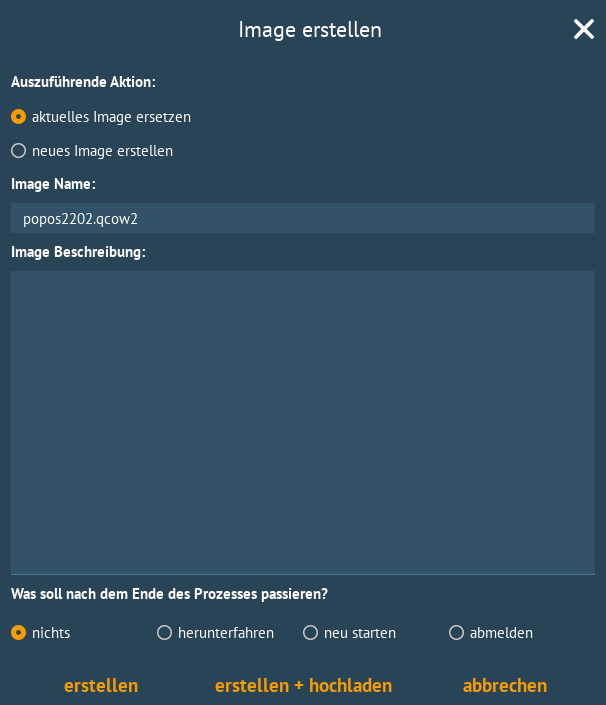 Image erstellen
Auszuführende Aktion:
aktuelles Image ersetzen
neues Image erstellen
Image Name:
popos2202.qcow2
Image Beschreibung:
Was soll nach dem Ende des Prozesses passieren?
nichts herunterfahren neu starten abmelden
erstellen erstellen + hochladen abbrechen